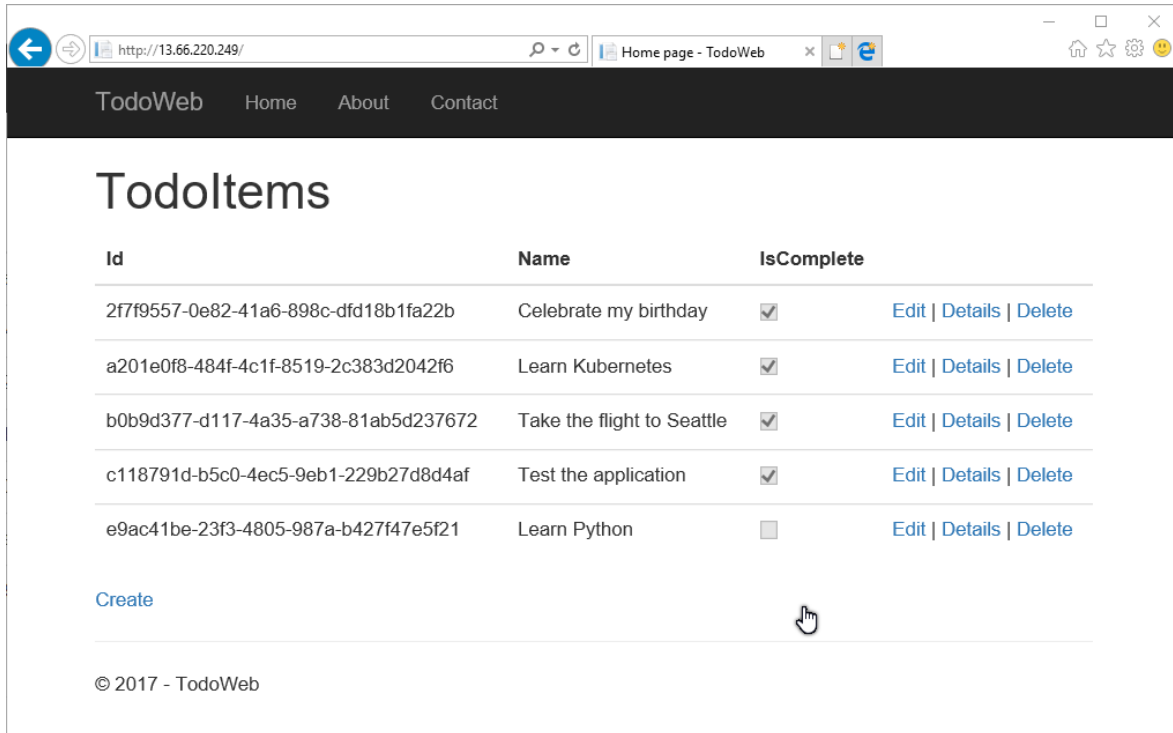 http://13.66.220.249/ Home page - TodoWeb
TodoWeb Home About Contact
TodoItems
Id Name IsComplete
2f7f9557-0e82-41a6-898c-dfd18b1fa22b Celebrate my birthday Edit | Details | Delete
a201e0f8-484f-4c1f-8519-2c383d2042f6 Learn Kubernetes Edit | Details | Delete
b0b9d377-d117-4a35-a738-81ab5d237672 Take the flight to Seattle Edit | Details | Delete
c118791d-b5c0-4ec5-9eb1-229b27d8d4af Test the application Edit | Details | Delete
e9ac41be-23f3-4805-987a-b427f47e5f21 Learn Python Edit | Details | Delete
Create
© 2017 - TodoWeb